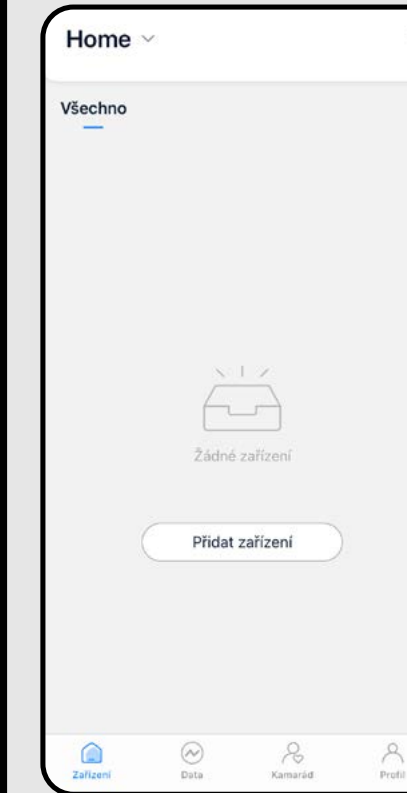 Home
Všechno
Žádné zařízení
Přidat zařízení
Zařízení Data Kamarád Profil